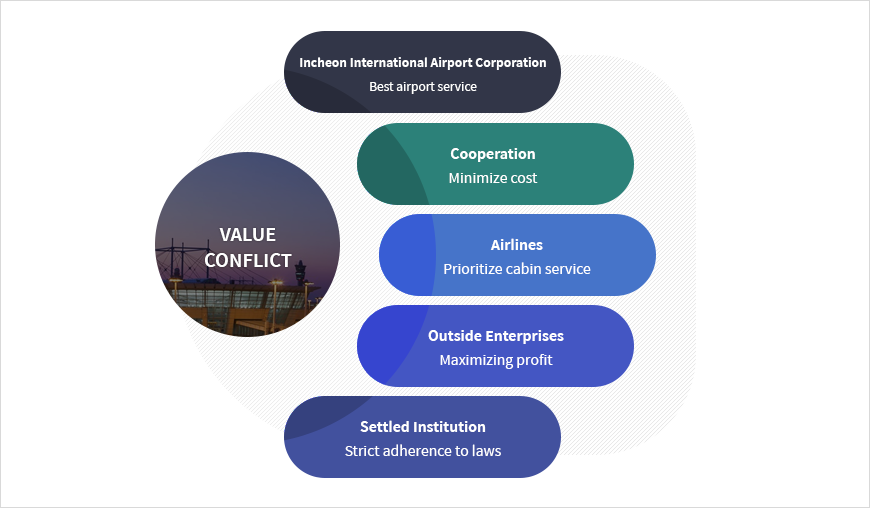 Incheon International Airport Corporation
Best airport service
Cooperation
Minimize cost
VALUE
CONFLICT
Airlines
Prioritize cabin service
Outside Enterprises
Maximizing profit
Settled Institution
Strict adherence to laws